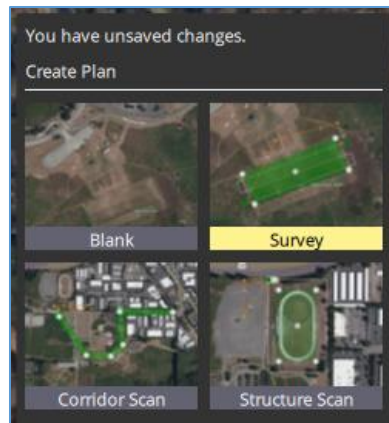 You have unsaved changes.
Create Plan
Blank
Survey
Corridor Scan
Structure Scan